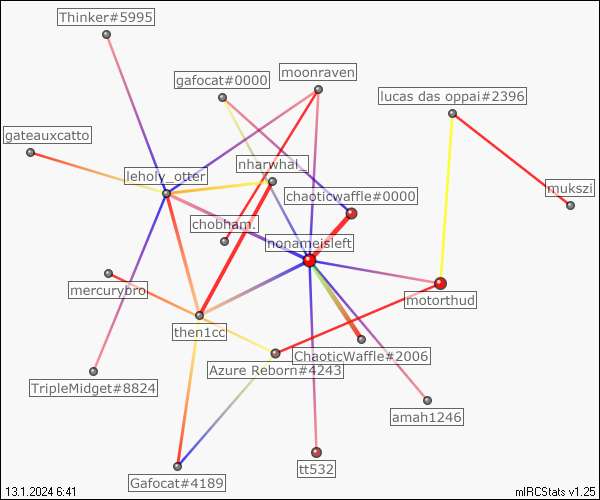 Thinker#5995
moonraven
gafocat#0000
lucas das oppai#2396
gateauxcatto
nharwhal_
leholy_otter
chaoticwaffle#0000
mukszi
chobham.
nonameisleft
mercurybro
motorthud
then1cc
ChaoticWaffle#2006
Azure Reborn#4243
TripleMidget#8824
amah1246
tt532
Gafocat#4189
13.1.2024 6:41
mIRCStats v1.25